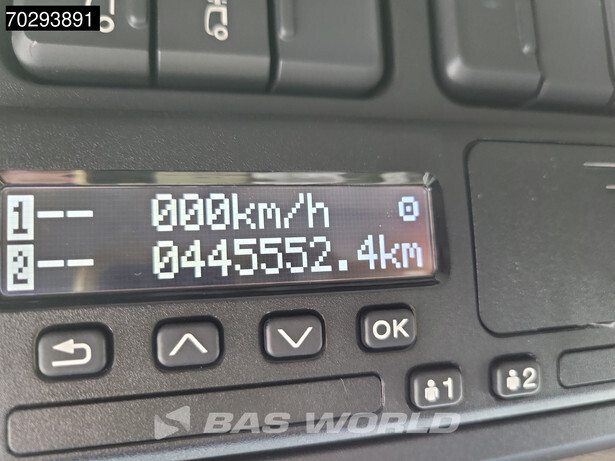 70293891
1-- 000km/h
2-- 0445552.4km
OK
1 2
BAS WORLD